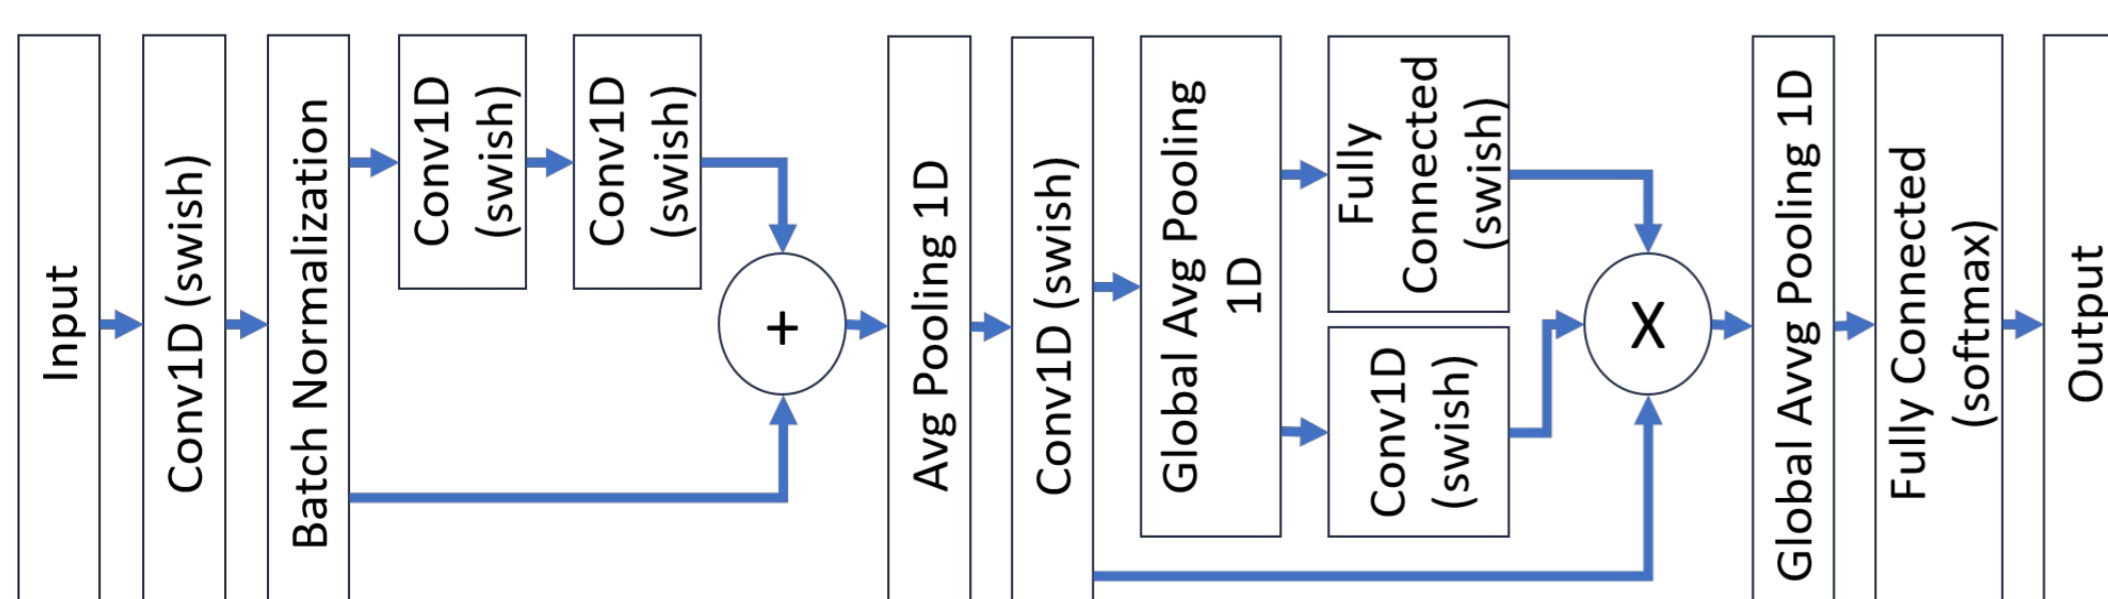 Input
Conv1D (swish)
Batch Normalization
Conv1D
(swish)
Conv1D
(swish)
+
Avg Pooling 1D
Conv1D (swish)
Global Avg Pooling
1D
Fully
Connected
(swish)
Conv1D
(swish)
X
Global Avvg Pooling 1D
Fully Connected
(softmax)
Output